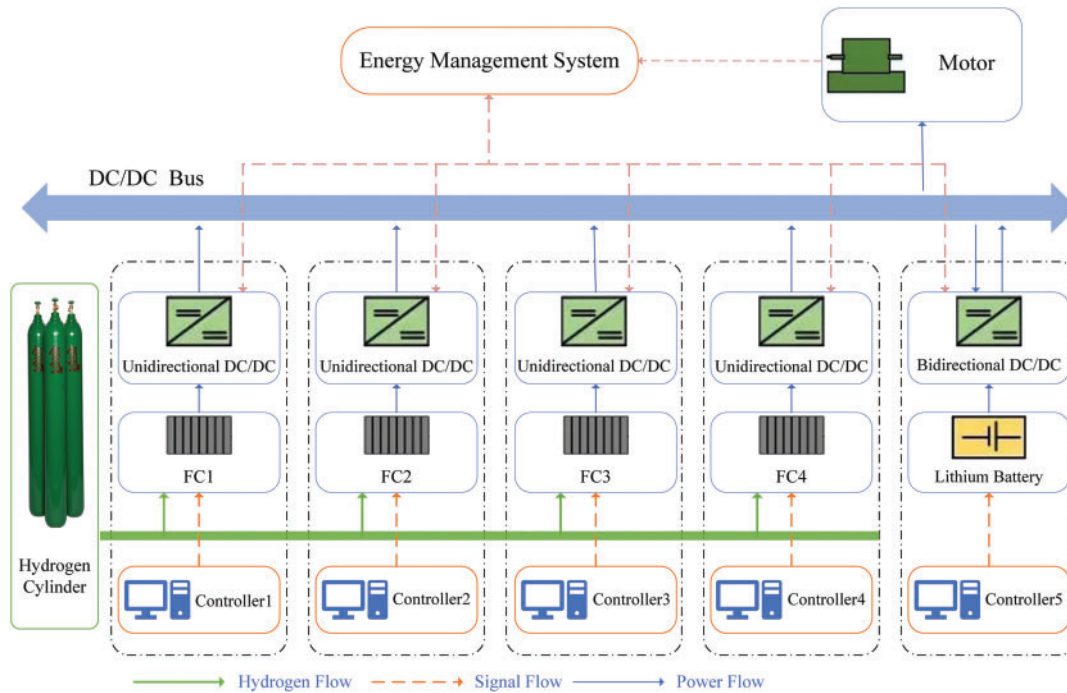 Energy Management System
Motor
DC/DC Bus
Unidirectional DC/DC
Unidirectional DC/DC
Unidirectional DC/DC
Unidirectional DC/DC
Bidirectional DC/DC
FC1
FC2
FC3
FC4
Lithium Battery
Hydrogen
Cylinder
Controller1
Controller2
Controller3
Controller4
Controller5
Hydrogen Flow
Signal Flow
Power Flow